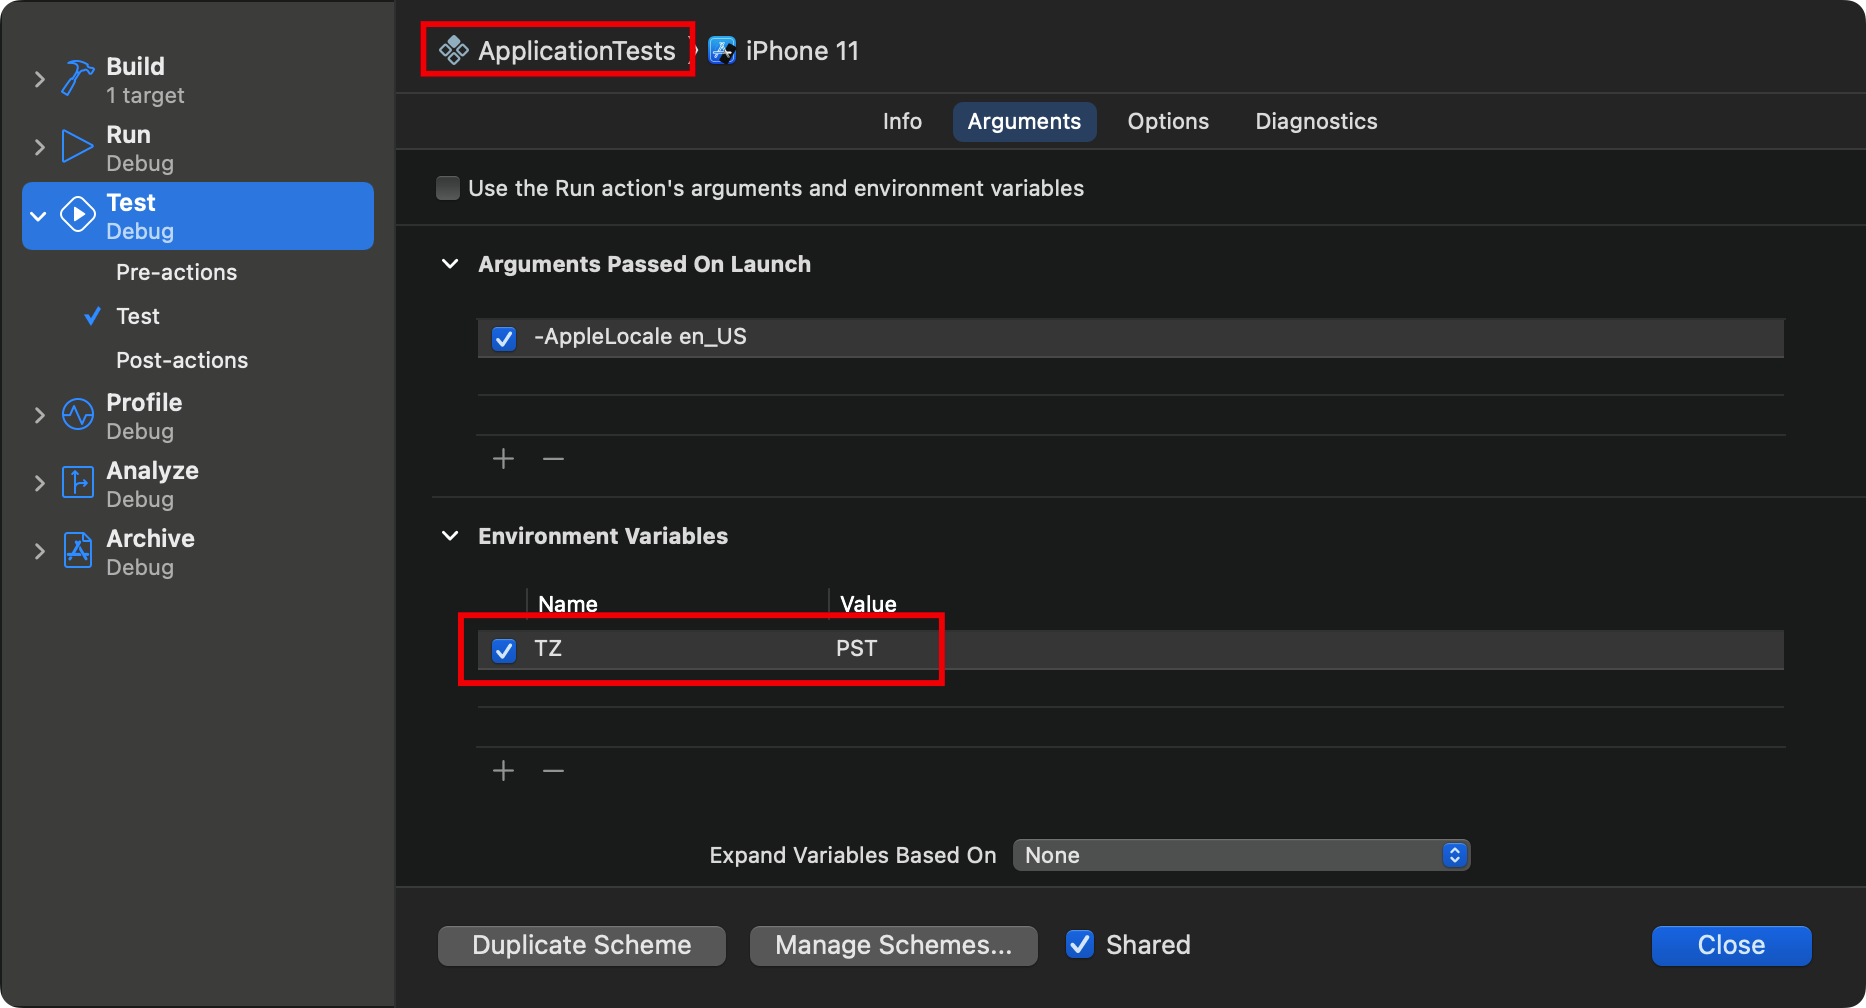 Build
1 target
Run
Debug
Test
Debug
Pre-actions
Test
Post-actions
Profile
Debug
Analyze
Debug
Archive
Debug
ApplicationTests
iPhone 11
Info Arguments Options Diagnostics
Use the Run action's arguments and environment variables
Arguments Passed On Launch
-AppleLocale en_US
Environment Variables
Name Value
TZ PST
Expand Variables Based On None
Duplicate Scheme Manage Schemes... Shared Close